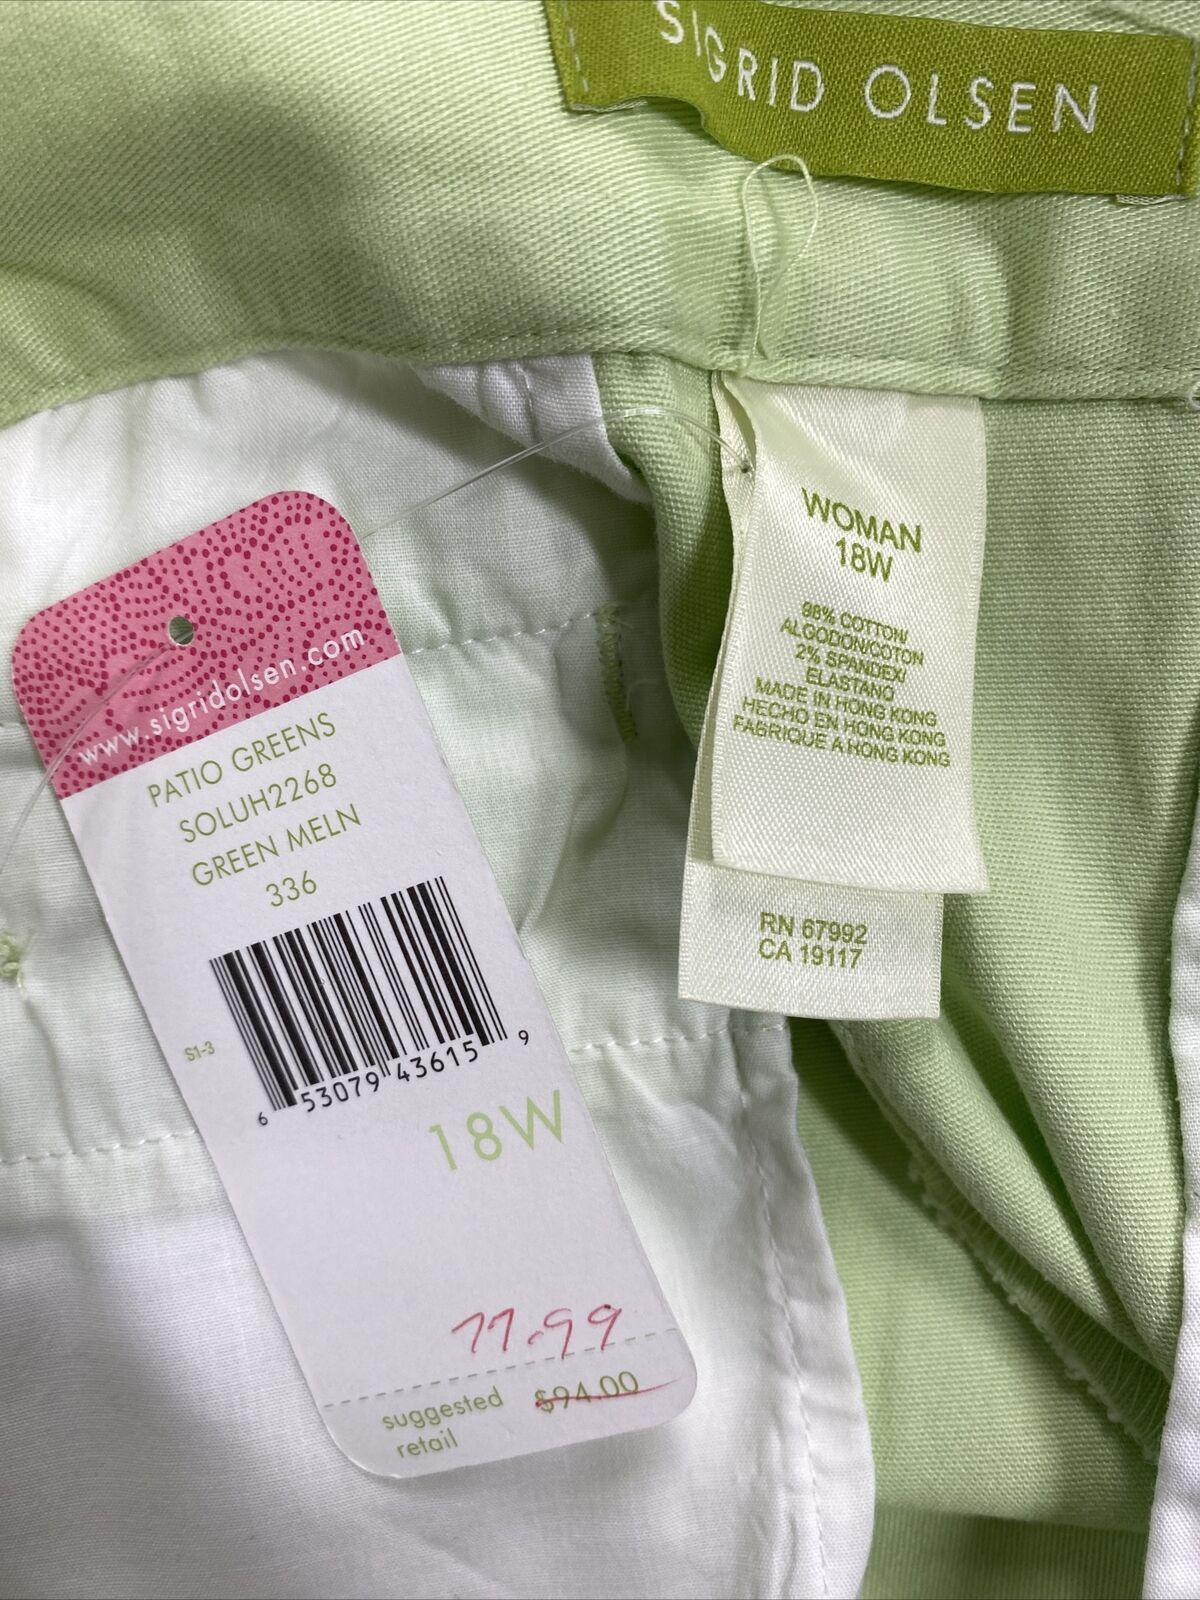 SIGRID OLSEN
WOMAN
18W
98% COTTON/
ALGODON/COTON
2% SPANDEX/
ELASTANO
MADE IN HONG KONG
HECHO EN HONG KONG
FABRIQUE A HONG KONG
RN 67992
CA 19117
www.sigridolsen.com
PATIO GREENS
SOLUH2268
GREEN MELN
336
S1-3
6 53079 43615 9
18W
77.99
suggested $94.00
retail